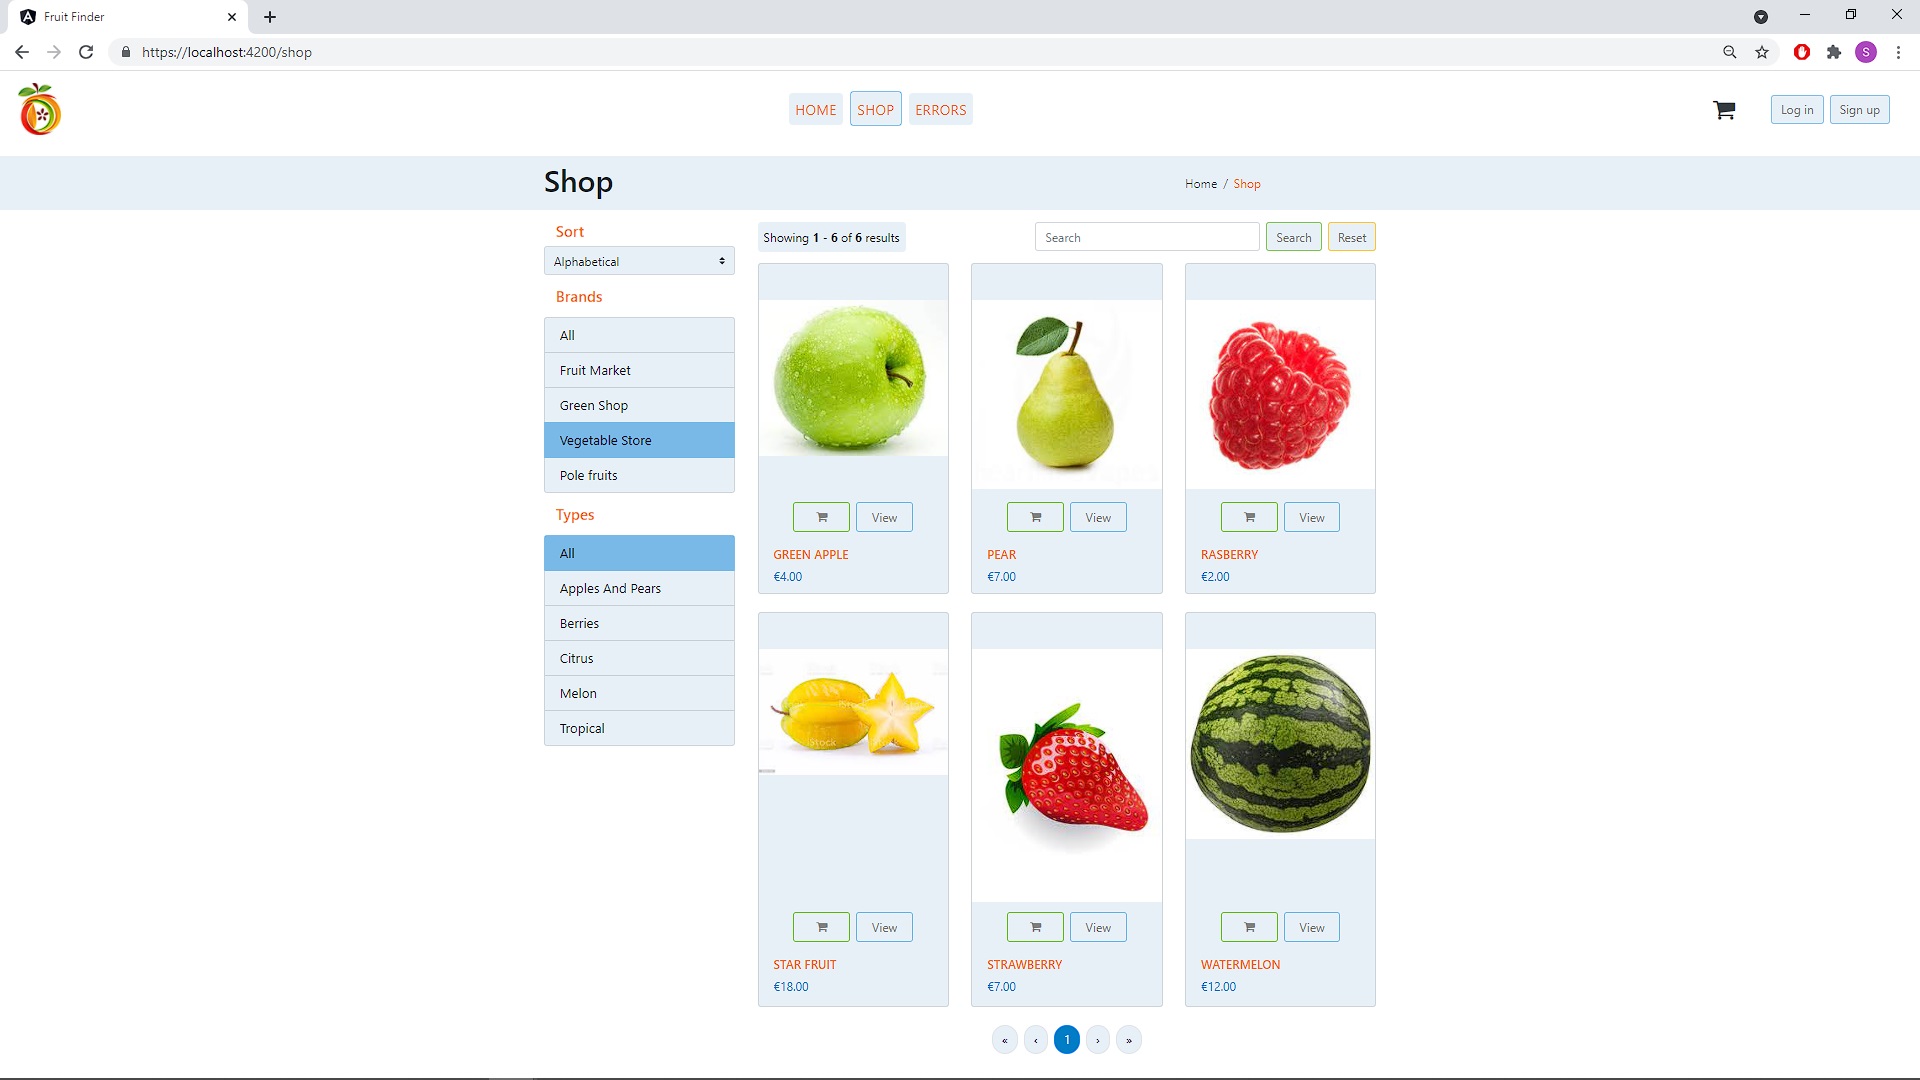 Fruit Finder
https://localhost:4200/shop
S
HOME SHOP ERRORS
Log in Sign up
Shop
Home / Shop
Sort
Alphabetical
Brands
All
Fruit Market
Green Shop
Vegetable Store
Pole fruits
Types
All
Apples And Pears
Berries
Citrus
Melon
Tropical
Showing 1 - 6 of 6 results
Search Search Reset
View View View
GREEN APPLE PEAR RASBERRY
€4.00 €7.00 €2.00
Stock
View View View
STAR FRUIT STRAWBERRY WATERMELON
€18.00 €7.00 €12.00
« ‹ 1 › »